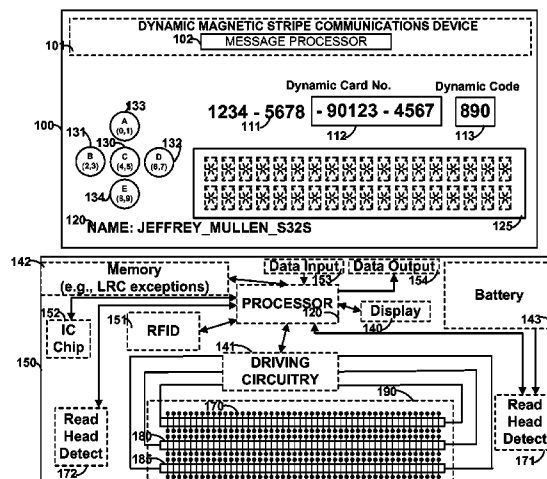 DYNAMIC MAGNETIC STRIPE COMMUNICATIONS DEVICE
101
102
MESSAGE PROCESSOR
133
Dynamic Card No.
Dynamic Code
A
(0,1)
1234 - 5678
- 90123 - 4567
890
100
131
130
132
111
112
113
B
(2,3)
C
(4,5)
D
(6,7)
134
E
(8,9)
120
NAME: JEFFREY_MULLEN_S32S
125
142
Memory
(e.g., LRC exceptions)
Data Input
153
Data Output
154
Battery
152
PROCESSOR
120
151
RFID
Display
140
143
IC
Chip
141
150
DRIVING
CIRCUITRY
190
170
Read
Head
Detect
172
180
185
Read
Head
Detect
171